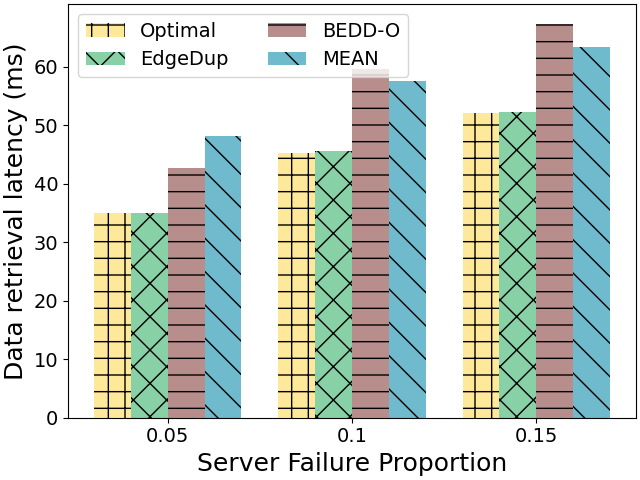 Optimal
EdgeDup
BEDD-O
MEAN
Data retrieval latency (ms)
60
50
40
30
20
10
0
0.05
0.1
0.15
Server Failure Proportion